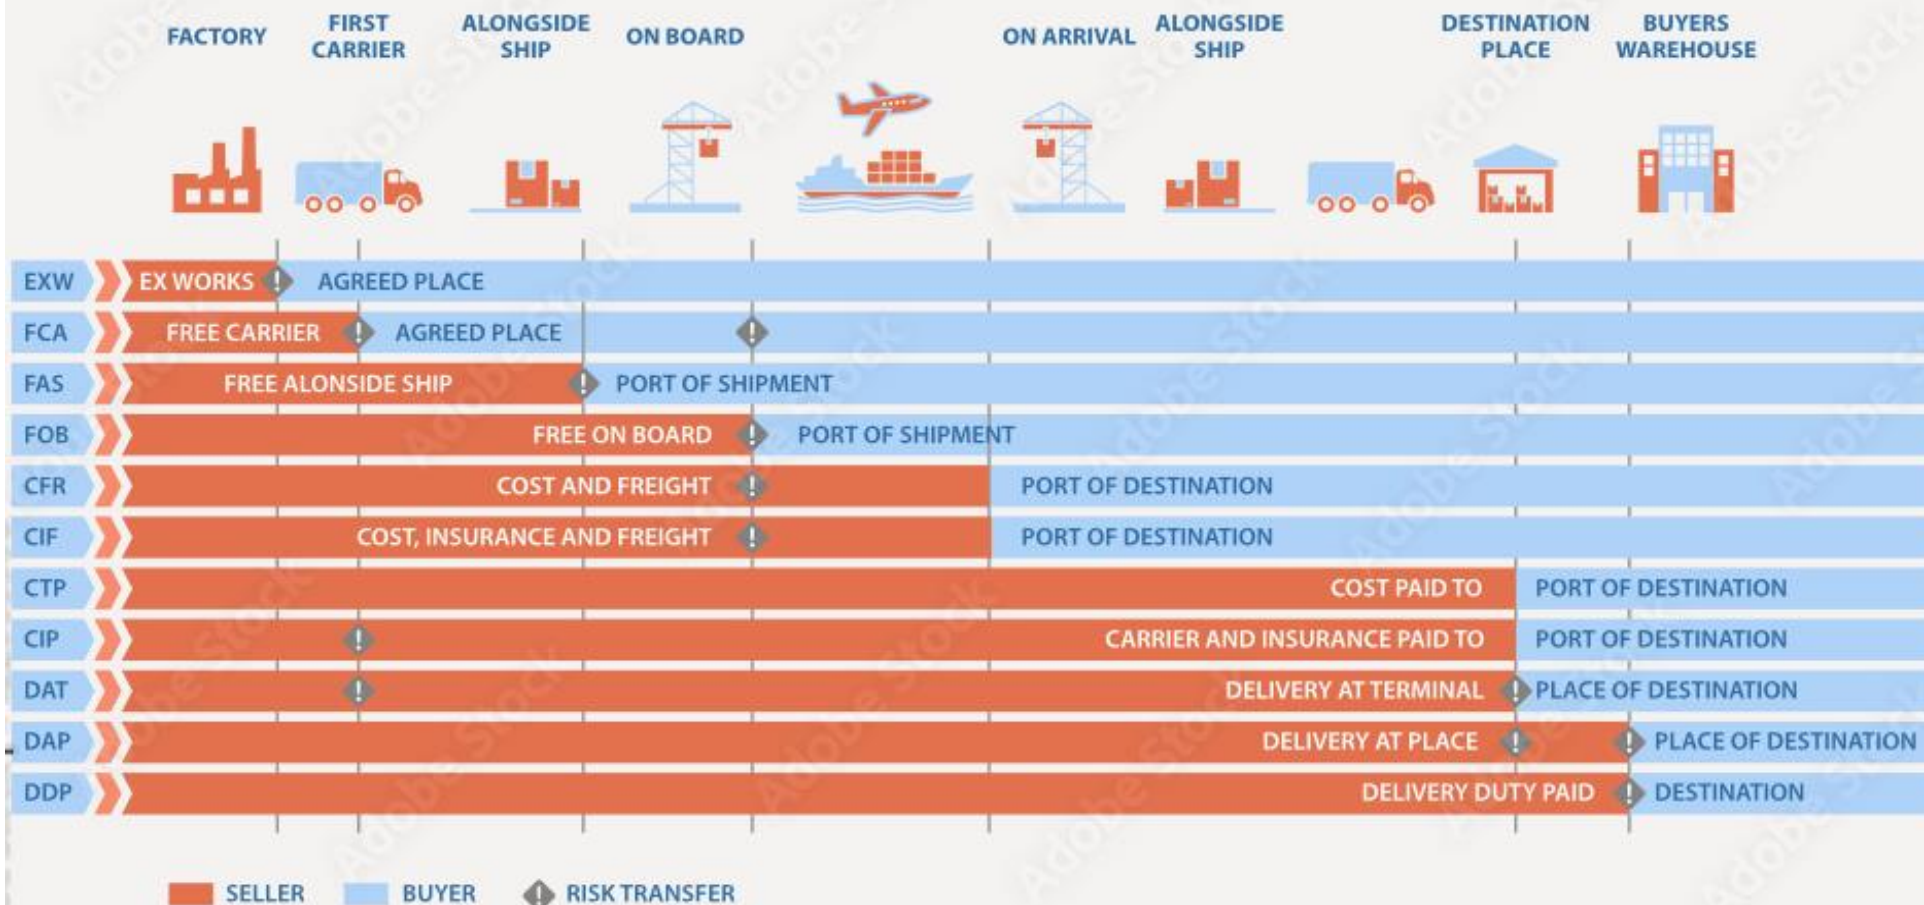 FACTORY
FIRST
CARRIER
ALONGSIDE
SHIP
ON BOARD
ON ARRIVAL
ALONGSIDE
SHIP
DESTINATION
PLACE
BUYERS
WAREHOUSE
EXW EX WORKS ! AGREED PLACE
FCA FREE CARRIER ! AGREED PLACE !
FAS FREE ALONSIDE SHIP ! PORT OF SHIPMENT
FOB FREE ON BOARD ! PORT OF SHIPMENT
CFR COST AND FREIGHT ! PORT OF DESTINATION
CIF COST, INSURANCE AND FREIGHT ! PORT OF DESTINATION
CTP COST PAID TO PORT OF DESTINATION
CIP ! CARRIER AND INSURANCE PAID TO PORT OF DESTINATION
DAT ! DELIVERY AT TERMINAL ! PLACE OF DESTINATION
DAP DELIVERY AT PLACE ! ! PLACE OF DESTINATION
DDP DELIVERY DUTY PAID ! DESTINATION
SELLER BUYER ! RISK TRANSFER
Adobe Stock